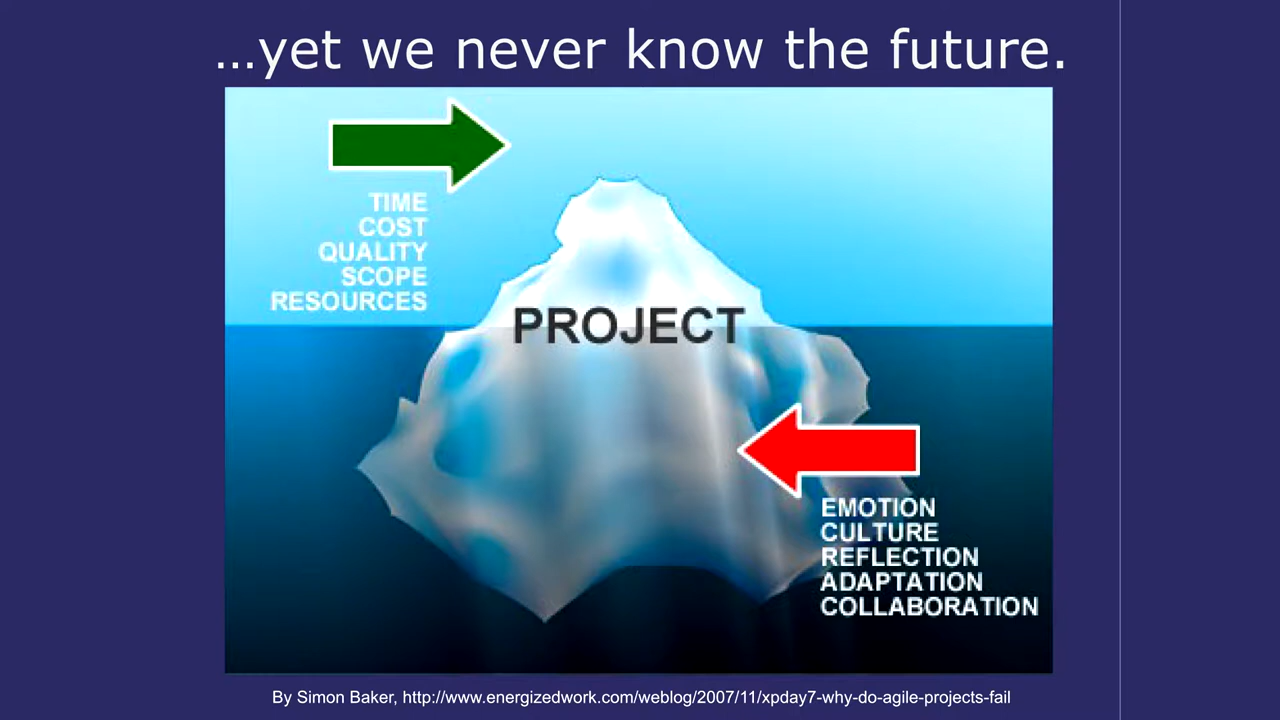 …yet we never know the future.
TIME
COST
QUALITY
SCOPE
RESOURCES
PROJECT
EMOTION
CULTURE
REFLECTION
ADAPTATION
COLLABORATION
By Simon Baker, http://www.energizedwork.com/weblog/2007/11/xpday7-why-do-agile-projects-fail